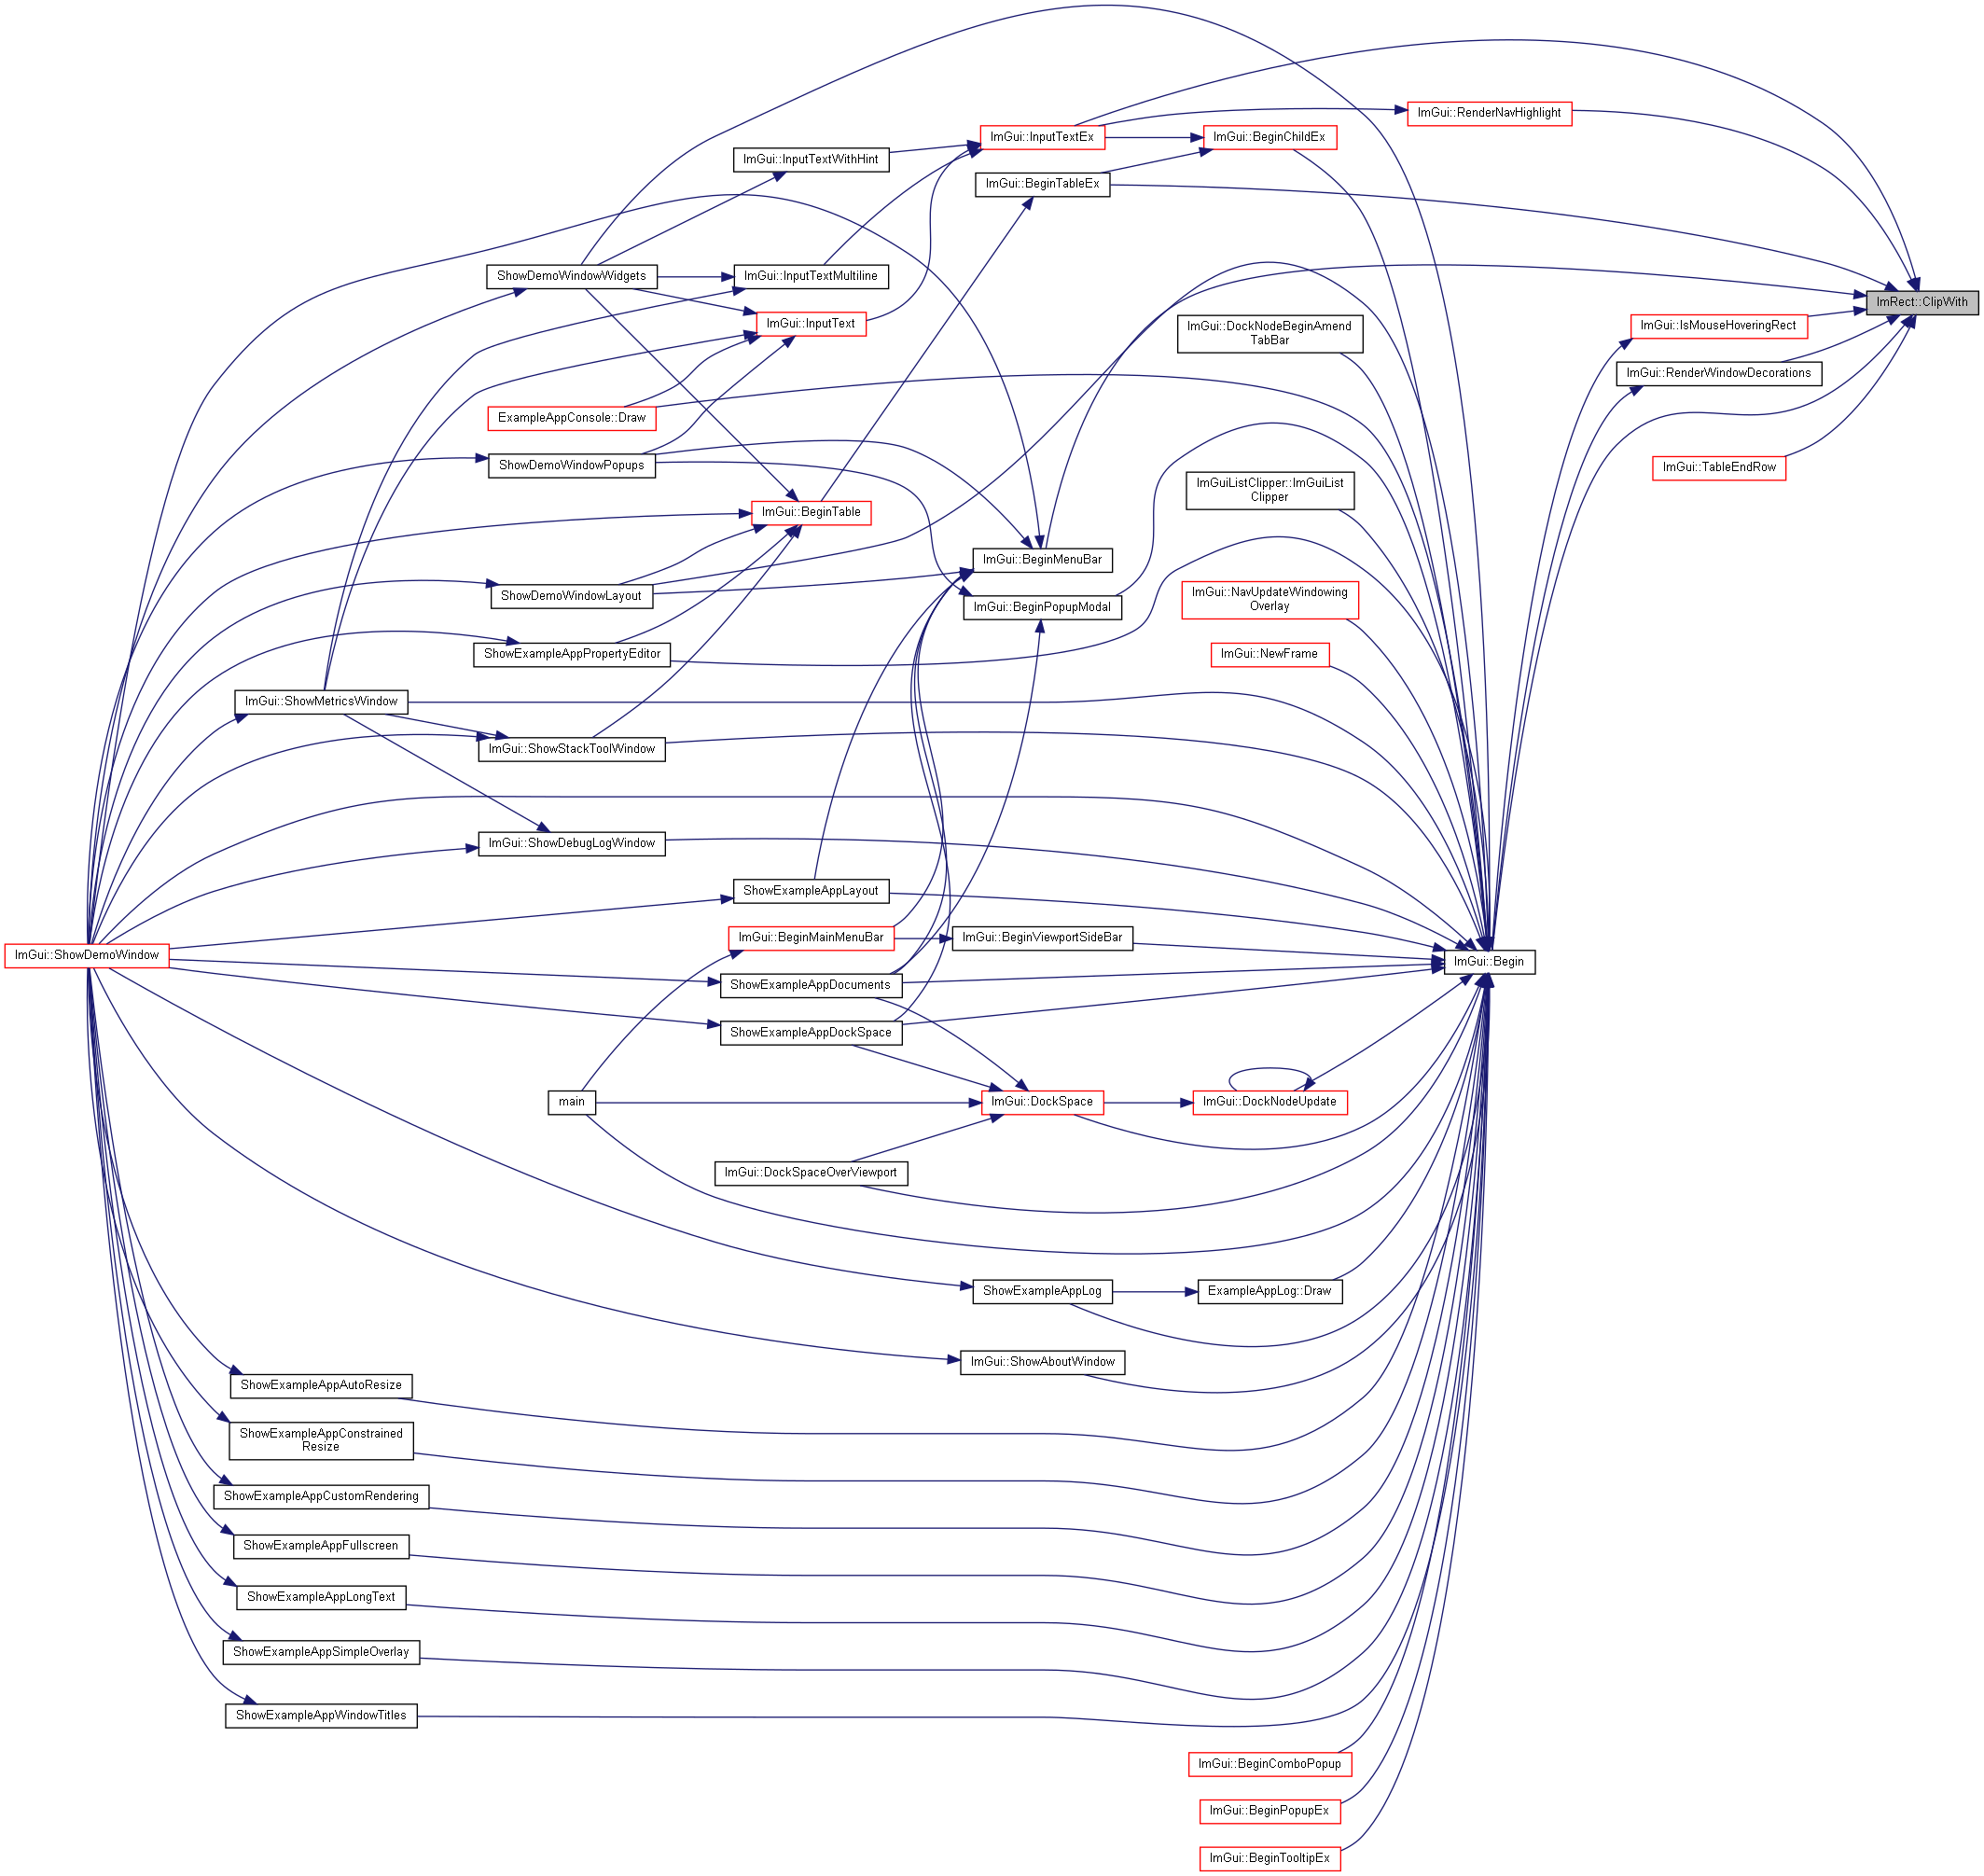 ImGui::RenderNavHighlight
ImGui::InputTextEx
ImGui::BeginChildEx
ImGui::InputTextWithHint
ImGui::BeginTableEx
ShowDemoWindowWidgets
ImGui::InputTextMultiline
ImRect::ClipWith
ImGui::InputText
ImGui::DockNodeBeginAmend
TabBar
ImGui::IsMouseHoveringRect
ImGui::RenderWindowDecorations
ExampleAppConsole::Draw
ShowDemoWindowPopups
ImGui::TableEndRow
ImGuiListClipper::ImGuiList
Clipper
ImGui::BeginTable
ImGui::BeginMenuBar
ShowDemoWindowLayout
ImGui::NavUpdateWindowing
Overlay
ImGui::BeginPopupModal
ShowExampleAppPropertyEditor
ImGui::NewFrame
ImGui::ShowMetricsWindow
ImGui::ShowStackToolWindow
ImGui::ShowDebugLogWindow
ShowExampleAppLayout
ImGui::BeginMainMenuBar
ImGui::BeginViewportSideBar
ImGui::ShowDemoWindow
ImGui::Begin
ShowExampleAppDocuments
ShowExampleAppDockSpace
main
ImGui::DockSpace
ImGui::DockNodeUpdate
ImGui::DockSpaceOverViewport
ShowExampleAppLog
ExampleAppLog::Draw
ImGui::ShowAboutWindow
ShowExampleAppAutoResize
ShowExampleAppConstrained
Resize
ShowExampleAppCustomRendering
ShowExampleAppFullscreen
ShowExampleAppLongText
ShowExampleAppSimpleOverlay
ShowExampleAppWindowTitles
ImGui::BeginComboPopup
ImGui::BeginPopupEx
ImGui::BeginTooltipEx